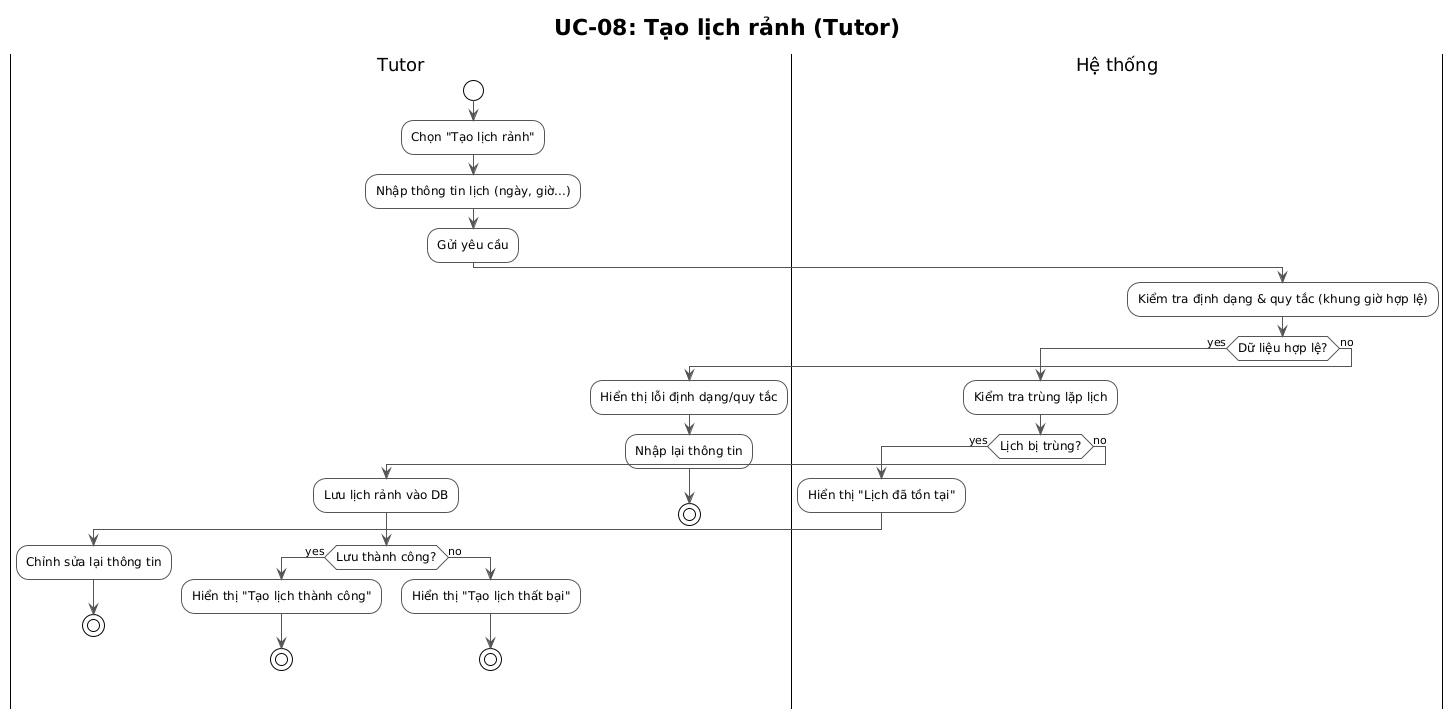 UC-08: Tạo lịch rảnh (Tutor)
Tutor
Hệ thống
Chọn "Tạo lịch rảnh"
Nhập thông tin lịch (ngày, giờ...)
Gửi yêu cầu
Kiểm tra định dạng & quy tắc (khung giờ hợp lệ)
yes
Dữ liệu hợp lệ?
no
Hiển thị lỗi định dạng/quy tắc
Kiểm tra trùng lặp lịch
Nhập lại thông tin
yes
Lịch bị trùng?
no
Lưu lịch rảnh vào DB
Hiển thị "Lịch đã tồn tại"
Chỉnh sửa lại thông tin
yes
Lưu thành công?
no
Hiển thị "Tạo lịch thành công"
Hiển thị "Tạo lịch thất bại"